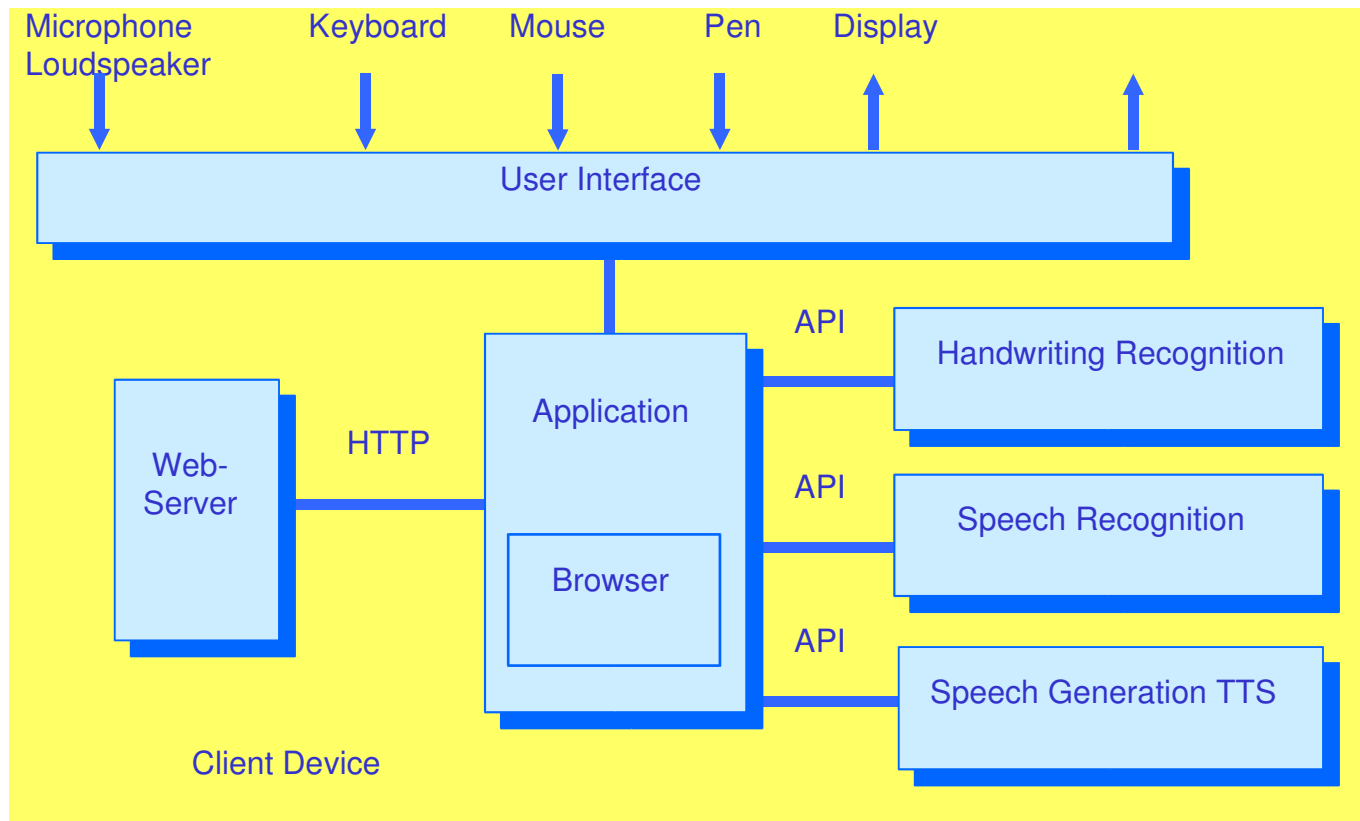 Microphone Keyboard Mouse Pen Display
Loudspeaker
User Interface
API
Handwriting Recognition
Application
HTTP
Web-
Server
API
Speech Recognition
Browser
API
Speech Generation TTS
Client Device